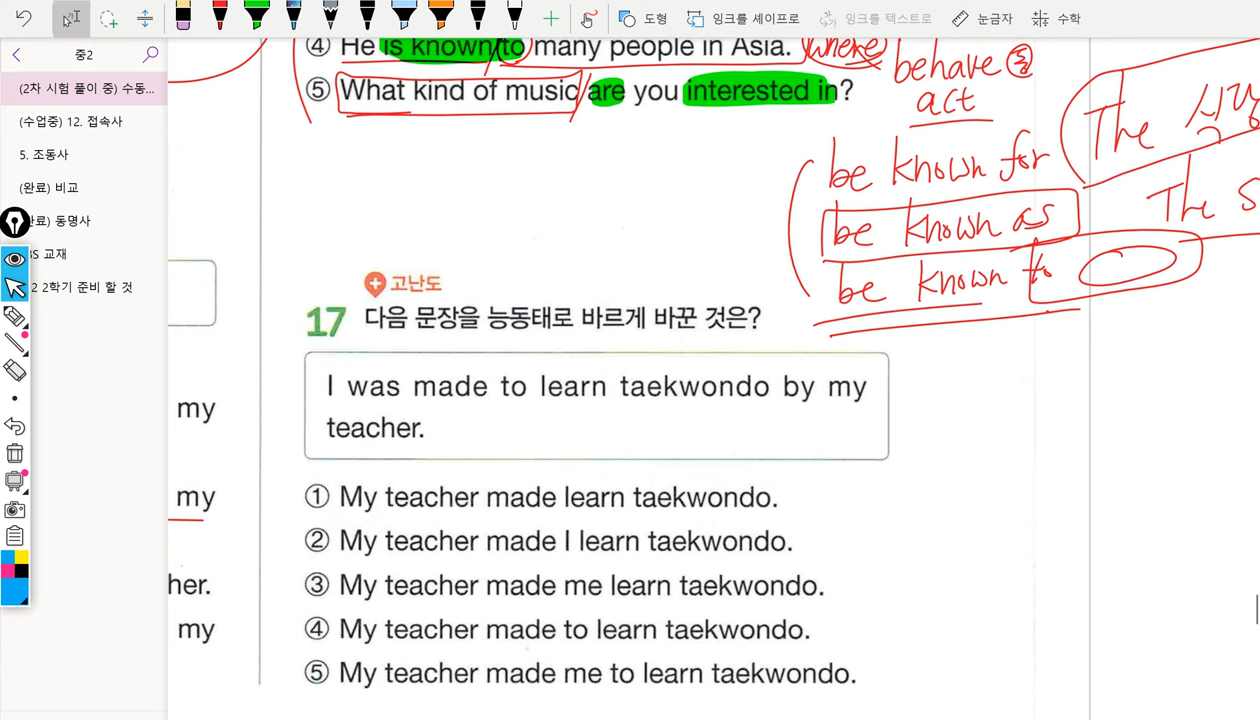 도형
잉크를 셰이프로
잉크를 텍스트로
눈금자
수학
중2
(2차 시험 풀이 중) 수동...
(수업중) 12. 접속사
5. 조동사
(완료) 비교
동명사
교재
2학기 준비 할 것
my
my
her.
my
④ He is known to many people in Asia. where
⑤ What kind of music are you interested in?
behave
act
be known for
be known as
be known to
The
The S
고난도
17 다음 문장을 능동태로 바르게 바꾼 것은?
I was made to learn taekwondo by my
teacher.
① My teacher made learn taekwondo.
② My teacher made I learn taekwondo.
③ My teacher made me learn taekwondo.
④ My teacher made to learn taekwondo.
⑤ My teacher made me to learn taekwondo.